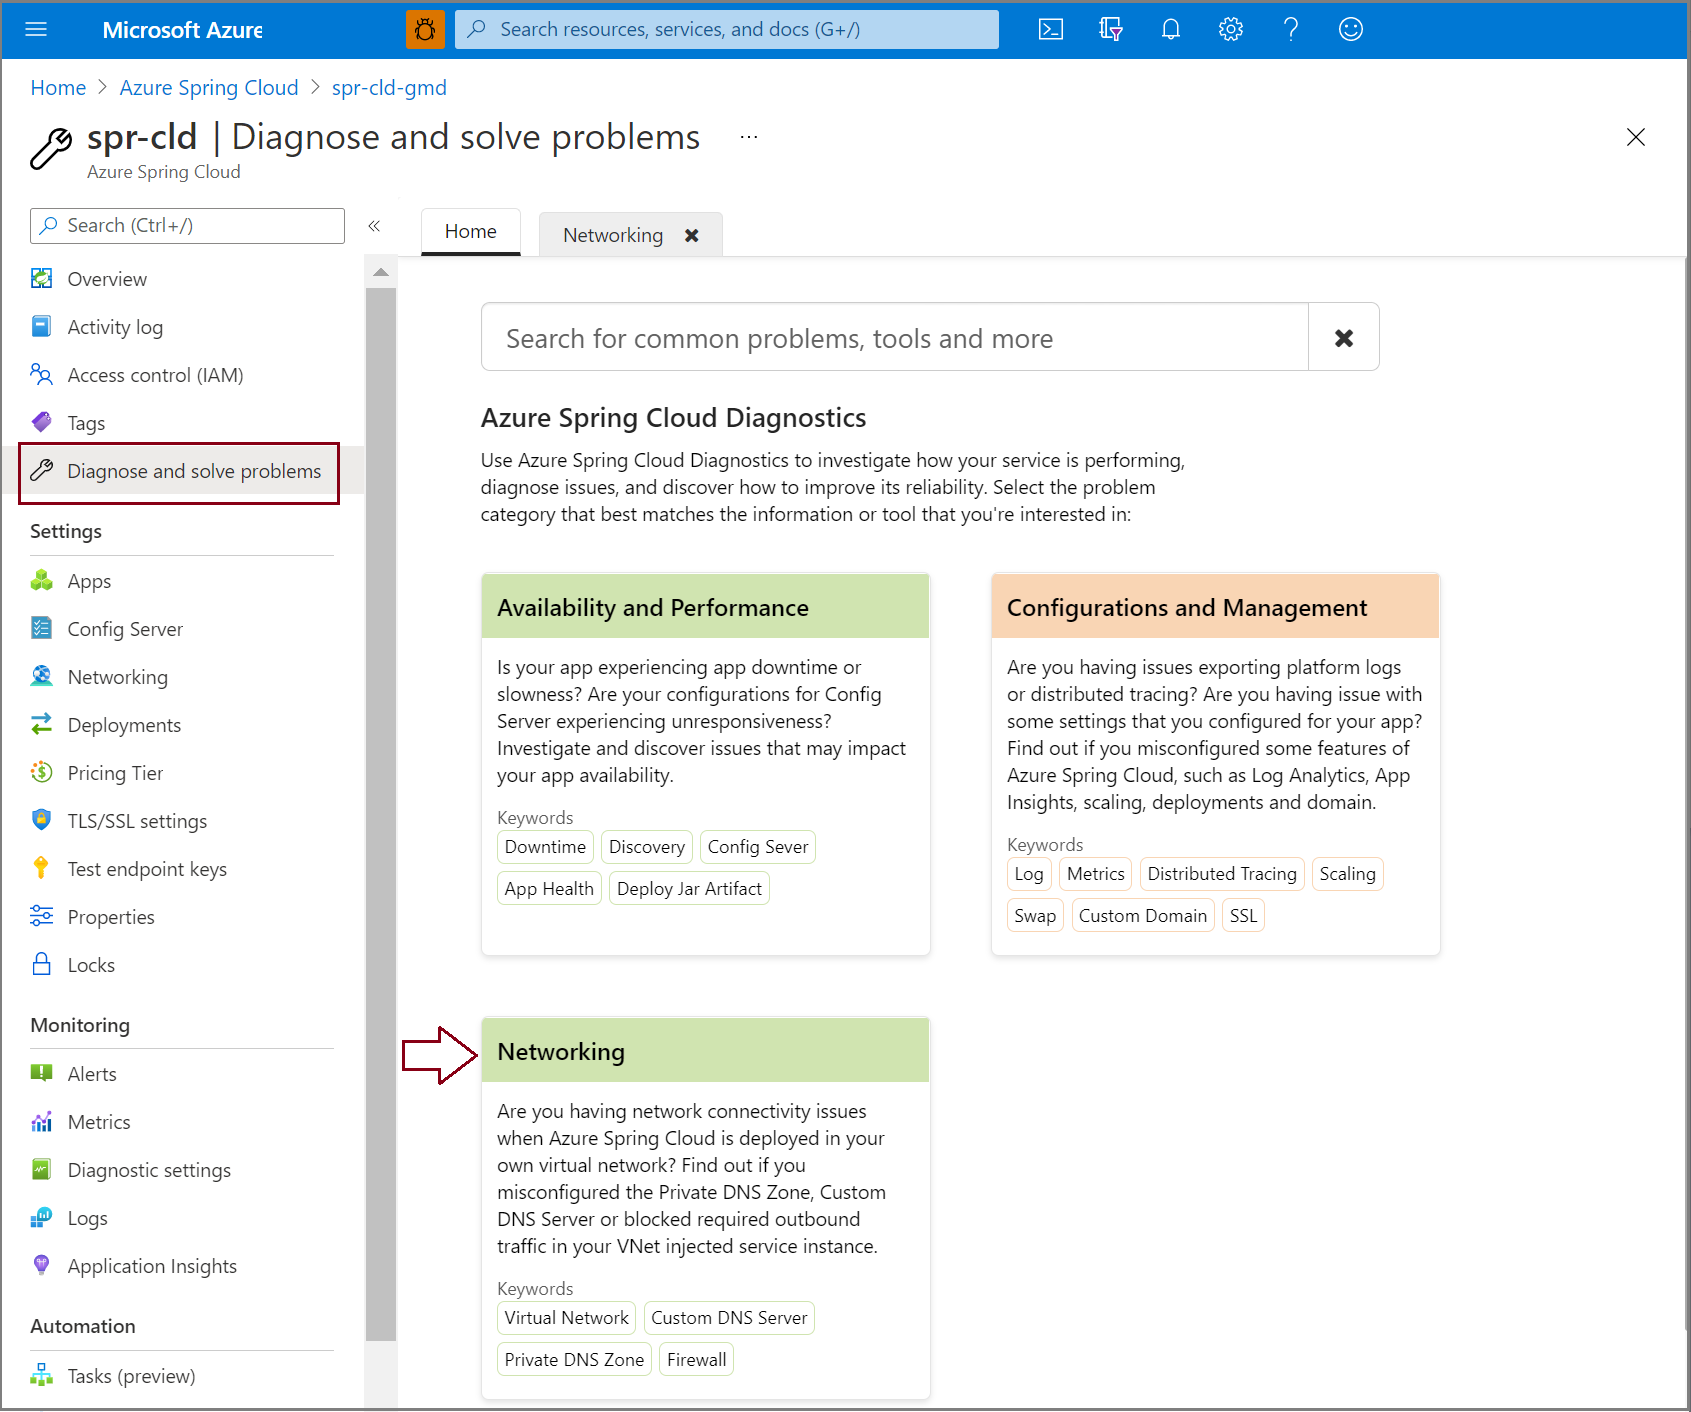 Microsoft Azure
Search resources, services, and docs (G+/)
Home > Azure Spring Cloud > spr-cld-gmd
spr-cld | Diagnose and solve problems ...
Azure Spring Cloud
Search (Ctrl+/)
«
Overview
Activity log
Access control (IAM)
Tags
Diagnose and solve problems
Settings
Apps
Config Server
Networking
Deployments
Pricing Tier
TLS/SSL settings
Test endpoint keys
Properties
Locks
Monitoring
Alerts
Metrics
Diagnostic settings
Logs
Application Insights
Automation
Tasks (preview)
Home
Networking
Search for common problems, tools and more
Azure Spring Cloud Diagnostics
Use Azure Spring Cloud Diagnostics to investigate how your service is performing,
diagnose issues, and discover how to improve its reliability. Select the problem
category that best matches the information or tool that you're interested in:
Availability and Performance
Is your app experiencing app downtime or
slowness? Are your configurations for Config
Server experiencing unresponsiveness?
Investigate and discover issues that may impact
your app availability.
Keywords
Downtime Discovery Config Sever
App Health Deploy Jar Artifact
Configurations and Management
Are you having issues exporting platform logs
or distributed tracing? Are you having issue with
some settings that you configured for your app?
Find out if you misconfigured some features of
Azure Spring Cloud, such as Log Analytics, App
Insights, scaling, deployments and domain.
Keywords
Log Metrics Distributed Tracing Scaling
Swap Custom Domain SSL
Networking
Are you having network connectivity issues
when Azure Spring Cloud is deployed in your
own virtual network? Find out if you
misconfigured the Private DNS Zone, Custom
DNS Server or blocked required outbound
traffic in your VNet injected service instance.
Keywords
Virtual Network Custom DNS Server
Private DNS Zone Firewall